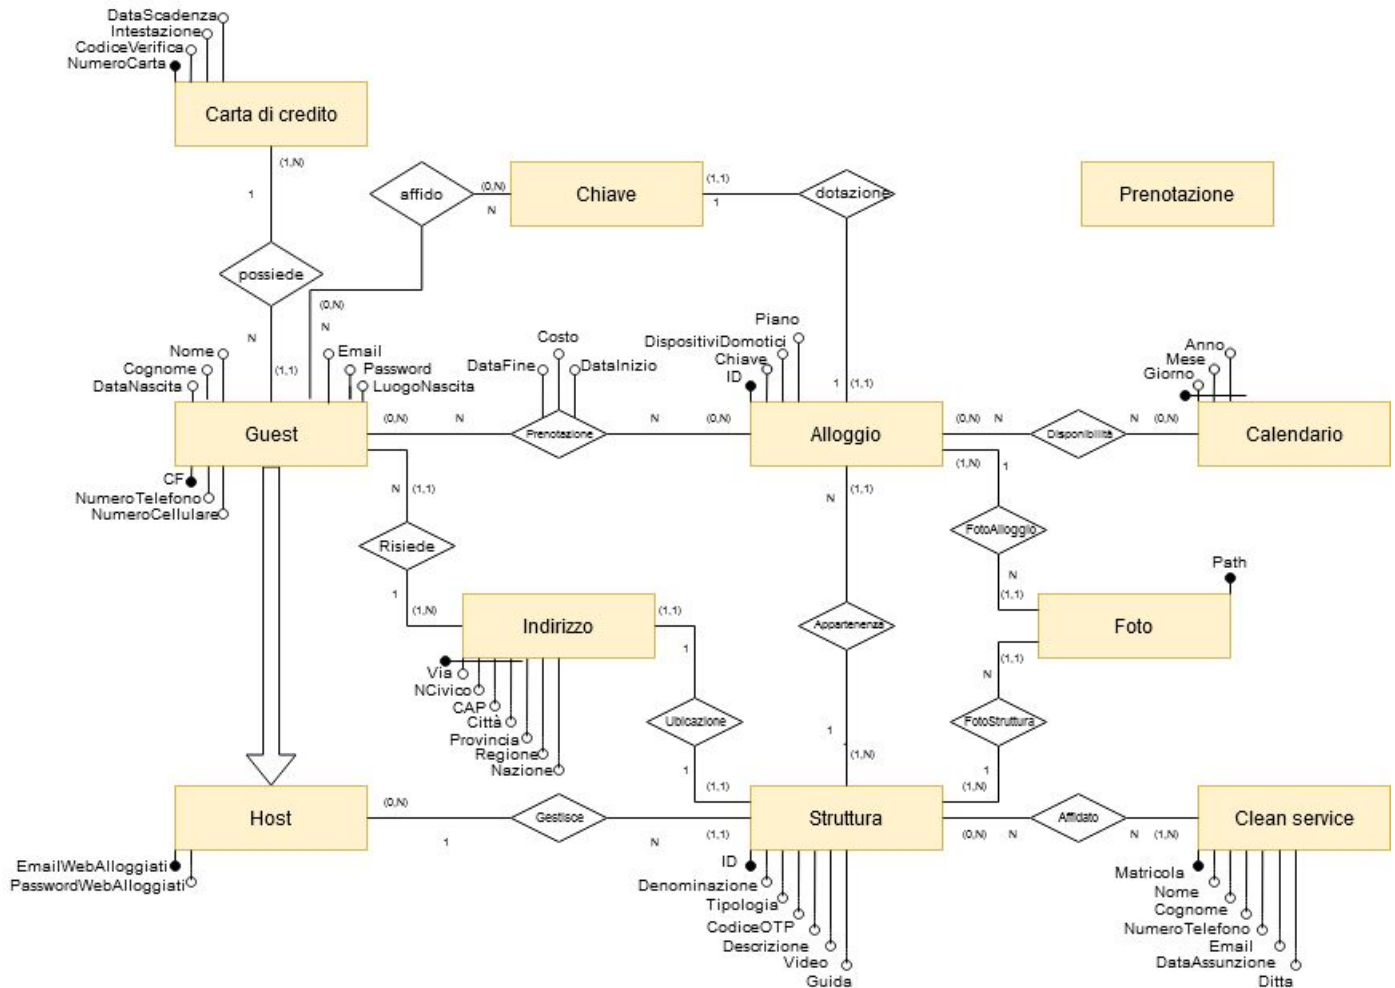 DataScadenza
Intestazione
CodiceVerifica
NumeroCarta
Carta di credito
(1,N)
1
possiede
N
(1,1)
affido
(0,N)
N
Chiave
(1,1)
1
dotazione
Prenotazione
(0,N)
N
Nome
Cognome
DataNascita
Email
Password
LuogoNascita
Guest
CF
NumeroTelefono
NumeroCellulare
(0,N)
N
DataFine
Costo
DataInizio
Prenotazione
N
(0,N)
Piano
DispositiviDomotici
Chiave
ID
1
(1,1)
Alloggio
(0,N)
N
Disponibilità
N
(0,N)
Anno
Mese
Giorno
Calendario
N
(1,1)
Risiede
1
(1,N)
Indirizzo
Via
NCivico
CAP
Città
Provincia
Regione
Nazione
(1,1)
1
Ubicazione
1
(1,1)
N
(1,1)
Appartenenza
1
(1,N)
(1,N)
1
FotoAlloggio
N
(1,1)
Path
Foto
(1,1)
N
FotoStruttura
1
(1,N)
Host
EmailWebAlloggiati
PasswordWebAlloggiati
(0,N)
1
Gestisce
N
(1,1)
Struttura
ID
Denominazione
Tipologia
CodiceOTP
Descrizione
Video
Guida
(0,N)
N
Affidato
N
(1,N)
Clean service
Matricola
Nome
Cognome
NumeroTelefono
Email
DataAssunzione
Ditta